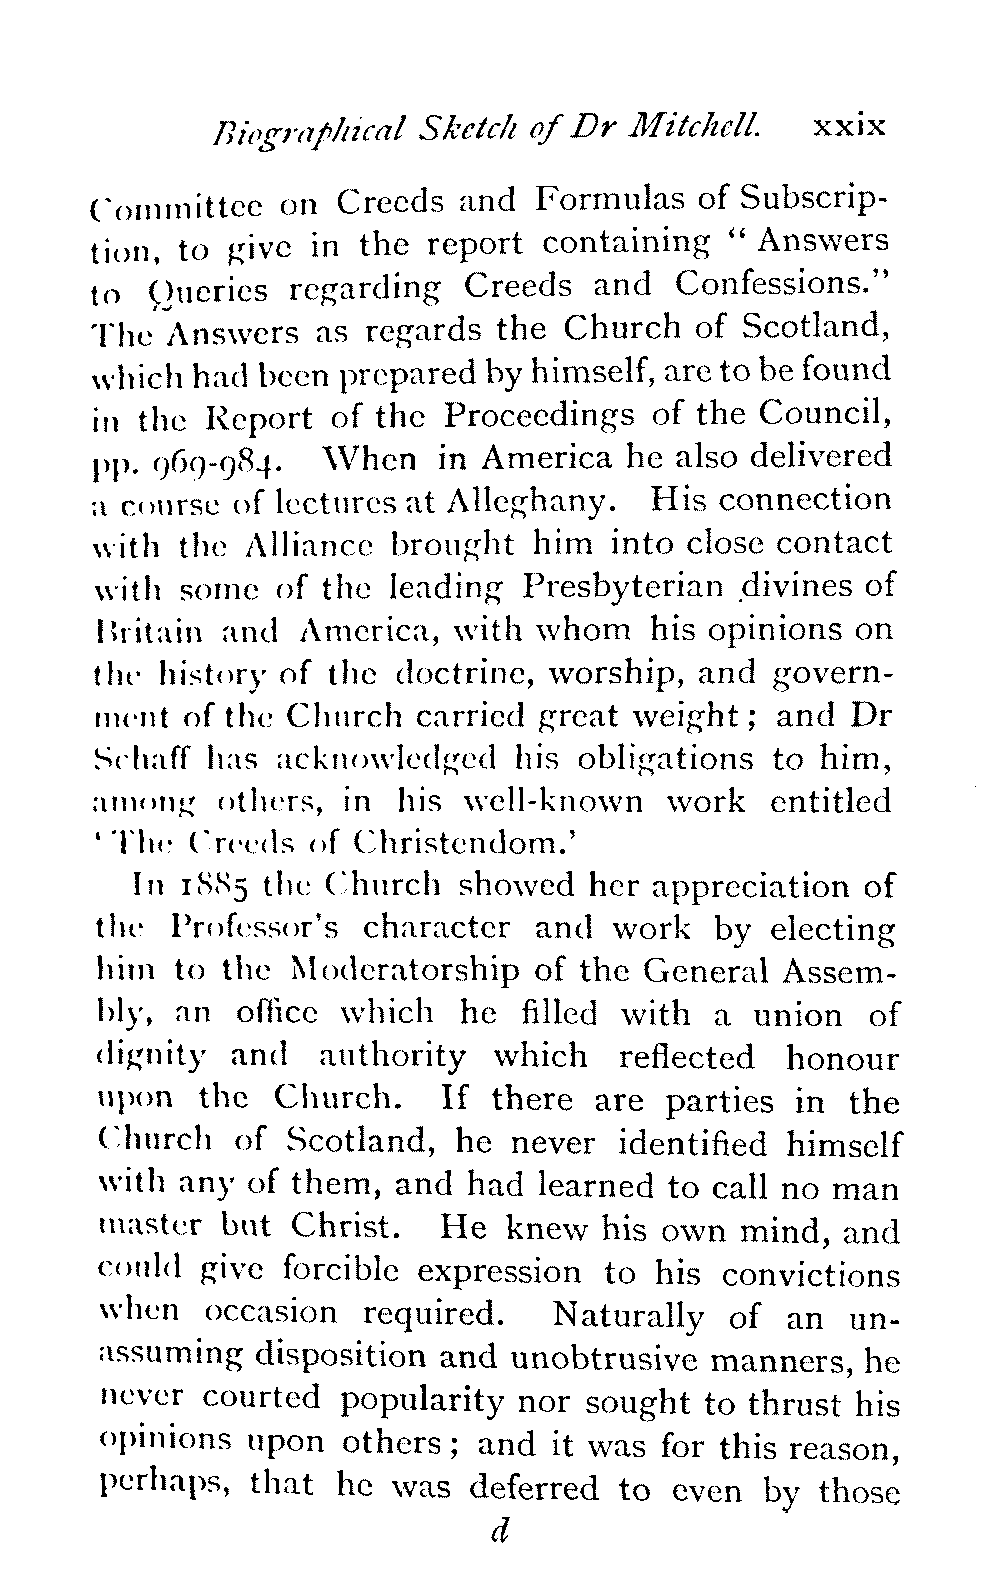 Biographical Sketch of Dr Mitchell. xxix
Committee on Creeds and Formulas of Subscrip-
tion, to give in the report containing “ Answers
to Queries regarding Creeds and Confessions.”
The Answers as regards the Church of Scotland,
which had been prepared by himself, are to be found
in the Report of the Proceedings of the Council,
pp. 969-984. When in America he also delivered
a course of lectures at Alleghany. His connection
with the Alliance brought him into close contact
with some of the leading Presbyterian divines of
Britain and America, with whom his opinions on
the history of the doctrine, worship, and govern-
ment of the Church carried great weight ; and Dr
Schaff has acknowledged his obligations to him,
among others, in his well-known work entitled
‘ The Creeds of Christendom.’
In 1885 the Church showed her appreciation of
the Professor’s character and work by electing
him to the Moderatorship of the General Assem-
bly, an office which he filled with a union of
dignity and authority which reflected honour
upon the Church. If there are parties in the
Church of Scotland, he never identified himself
with any of them, and had learned to call no man
master but Christ. He knew his own mind, and
could give forcible expression to his convictions
when occasion required. Naturally of an un-
assuming disposition and unobtrusive manners, he
never courted popularity nor sought to thrust his
opinions upon others ; and it was for this reason,
perhaps, that he was deferred to even by those
d